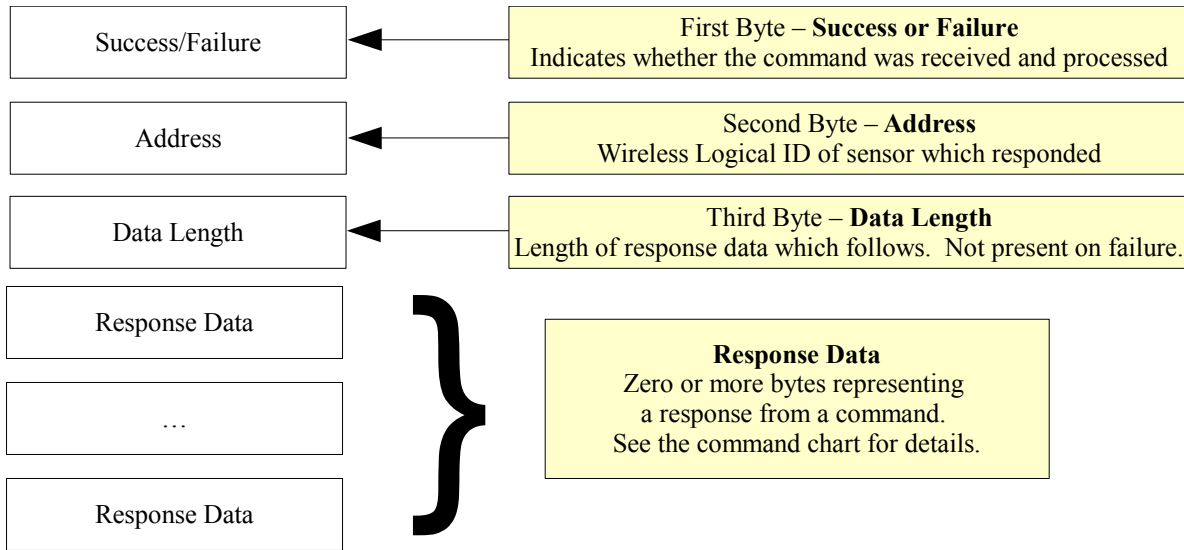 Success/Failure
First Byte – Success or Failure
Indicates whether the command was received and processed
Address
Second Byte – Address
Wireless Logical ID of sensor which responded
Data Length
Third Byte – Data Length
Length of response data which follows.  Not present on failure.
Response Data
…
Response Data
Response Data
Zero or more bytes representing
a response from a command.
See the command chart for details.